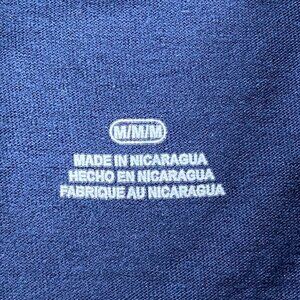 M/M/M
MADE IN NICARAGUA
HECHO EN NICARAGUA
FABRIQUE AU NICARAGUA